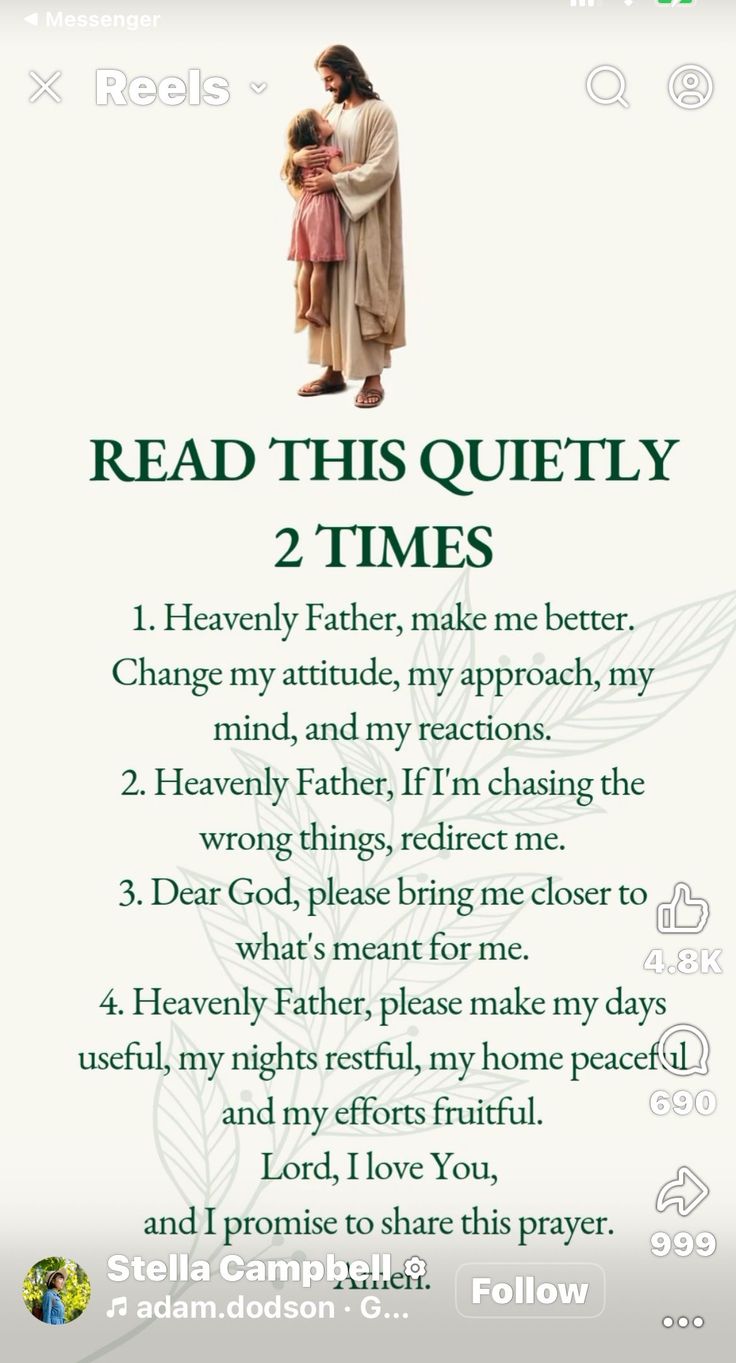 Messenger
Reels
READ THIS QUIETLY
2 TIMES
1. Heavenly Father, make me better.
Change my attitude, my approach, my
mind, and my reactions.
2. Heavenly Father, If I'm chasing the
wrong things, redirect me.
3. Dear God, please bring me closer to
what's meant for me.
4. Heavenly Father, please make my days
useful, my nights restful, my home peaceful
and my efforts fruitful.
Lord, I love You,
and I promise to share this prayer.
Amen.
4.8K
690
999
Stella Campbell
adam.dodson · G...
Follow